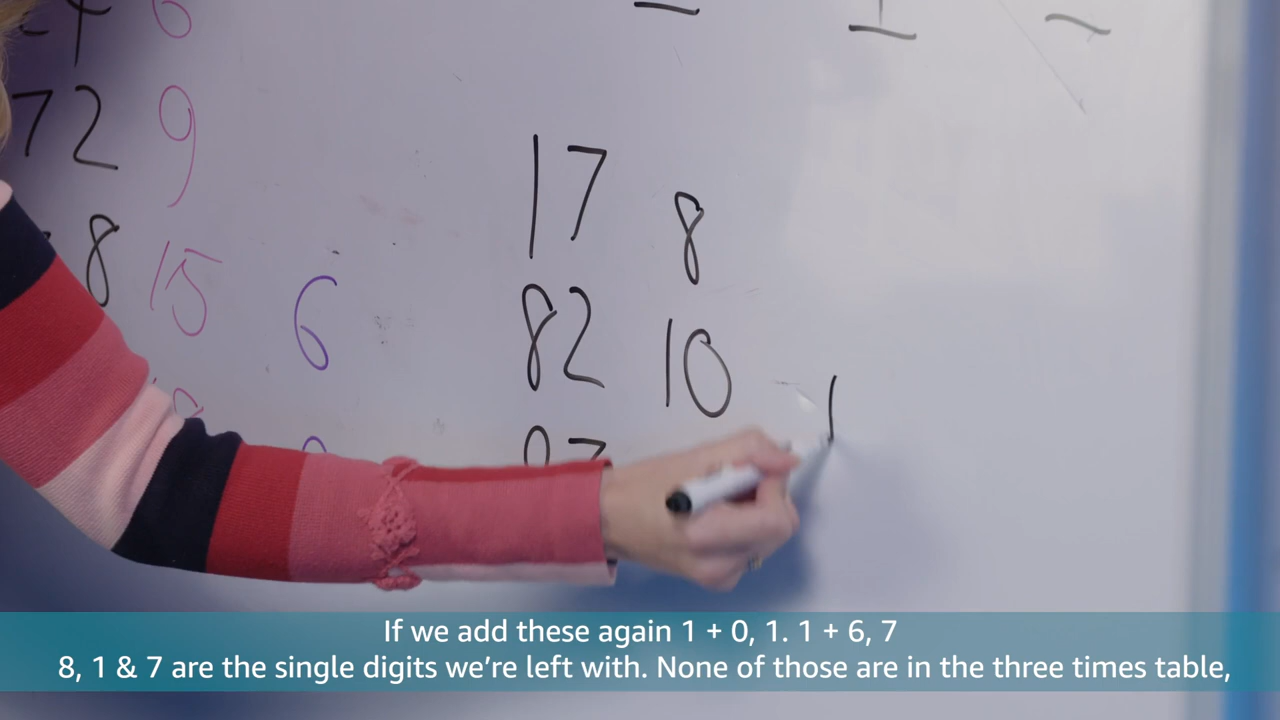 6
72 9
8 15 6
17 8
82 10 1
If we add these again 1 + 0, 1. 1 + 6, 7
8, 1 & 7 are the single digits we’re left with. None of those are in the three times table,